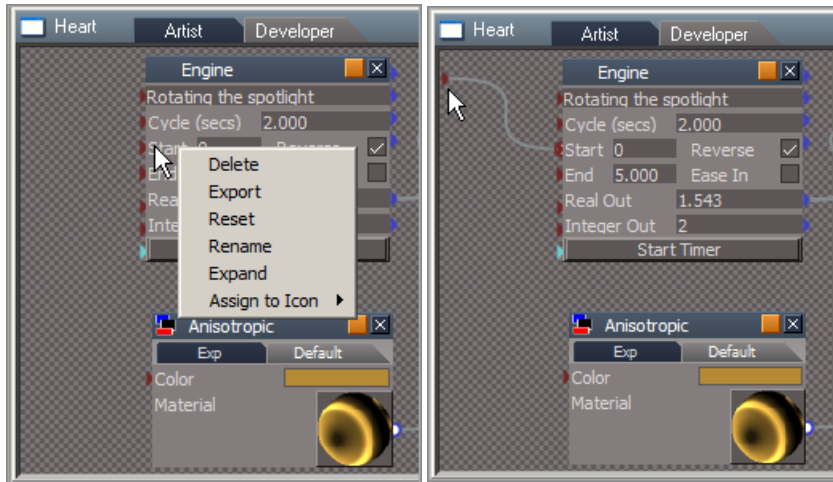 Heart Artist Developer
Engine
Rotating the spotlight
Cycle (secs) 2.000
Start 0 Reverse
Delete
Export
Reset
Rename
Expand
Assign to Icon
Anisotropic
Exp Default
Color
Material
Heart Artist Developer
Engine
Rotating the spotlight
Cycle (secs) 2.000
Start 0 Reverse
End 5.000 Ease In
Real Out 1.543
Integer Out 2
Start Timer
Anisotropic
Exp Default
Color
Material